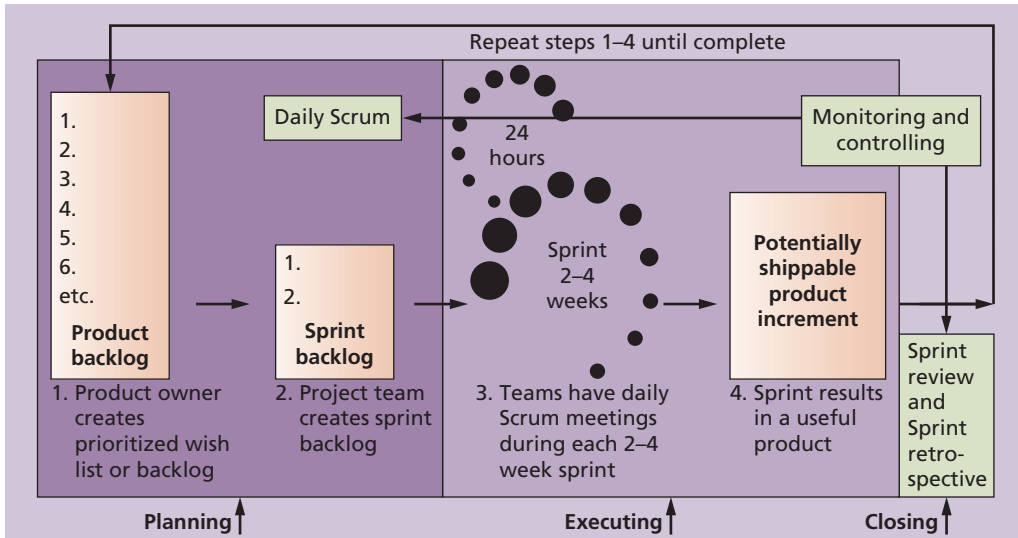 Repeat steps 1–4 until complete
1.
2.
3.
4.
5.
6.
etc.
Product
backlog
Daily Scrum
24
hours
Monitoring and
controlling
1.
2.
Sprint
backlog
Sprint
2–4
weeks
Potentially
shippable
product
increment
1. Product owner
creates
prioritized wish
list or backlog
2. Project team
creates sprint
backlog
3. Teams have daily
Scrum meetings
during each 2–4
week sprint
4. Sprint results
in a useful
product
Sprint
review
and
Sprint
retro-
spective
Planning
Executing
Closing